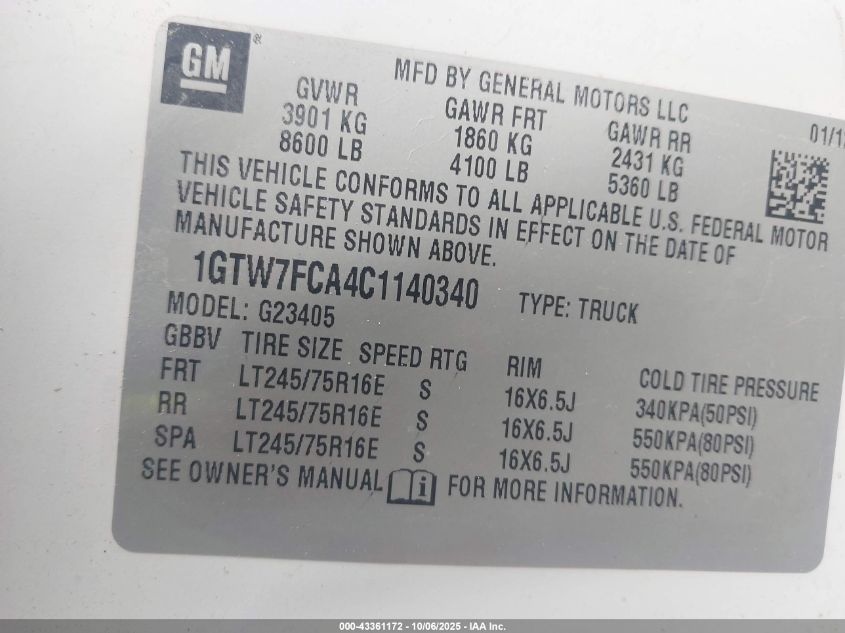 GM®
MFD BY GENERAL MOTORS LLC
GVWR GAWR FRT GAWR RR
3901 KG 1860 KG 2431 KG
8600 LB 4100 LB 5360 LB
THIS VEHICLE CONFORMS TO ALL APPLICABLE U.S. FEDERAL MOTOR
VEHICLE SAFETY STANDARDS IN EFFECT ON THE DATE OF
MANUFACTURE SHOWN ABOVE.
1GTW7FCA4C1140340 TYPE: TRUCK
MODEL: G23405
GBBV TIRE SIZE SPEED RTG RIM COLD TIRE PRESSURE
FRT LT245/75R16E S 16X6.5J 340KPA(50PSI)
RR LT245/75R16E S 16X6.5J 550KPA(80PSI)
SPA LT245/75R16E S 16X6.5J 550KPA(80PSI)
SEE OWNER'S MANUAL i FOR MORE INFORMATION.
000-43361172 - 10/06/2025 - IAA Inc.